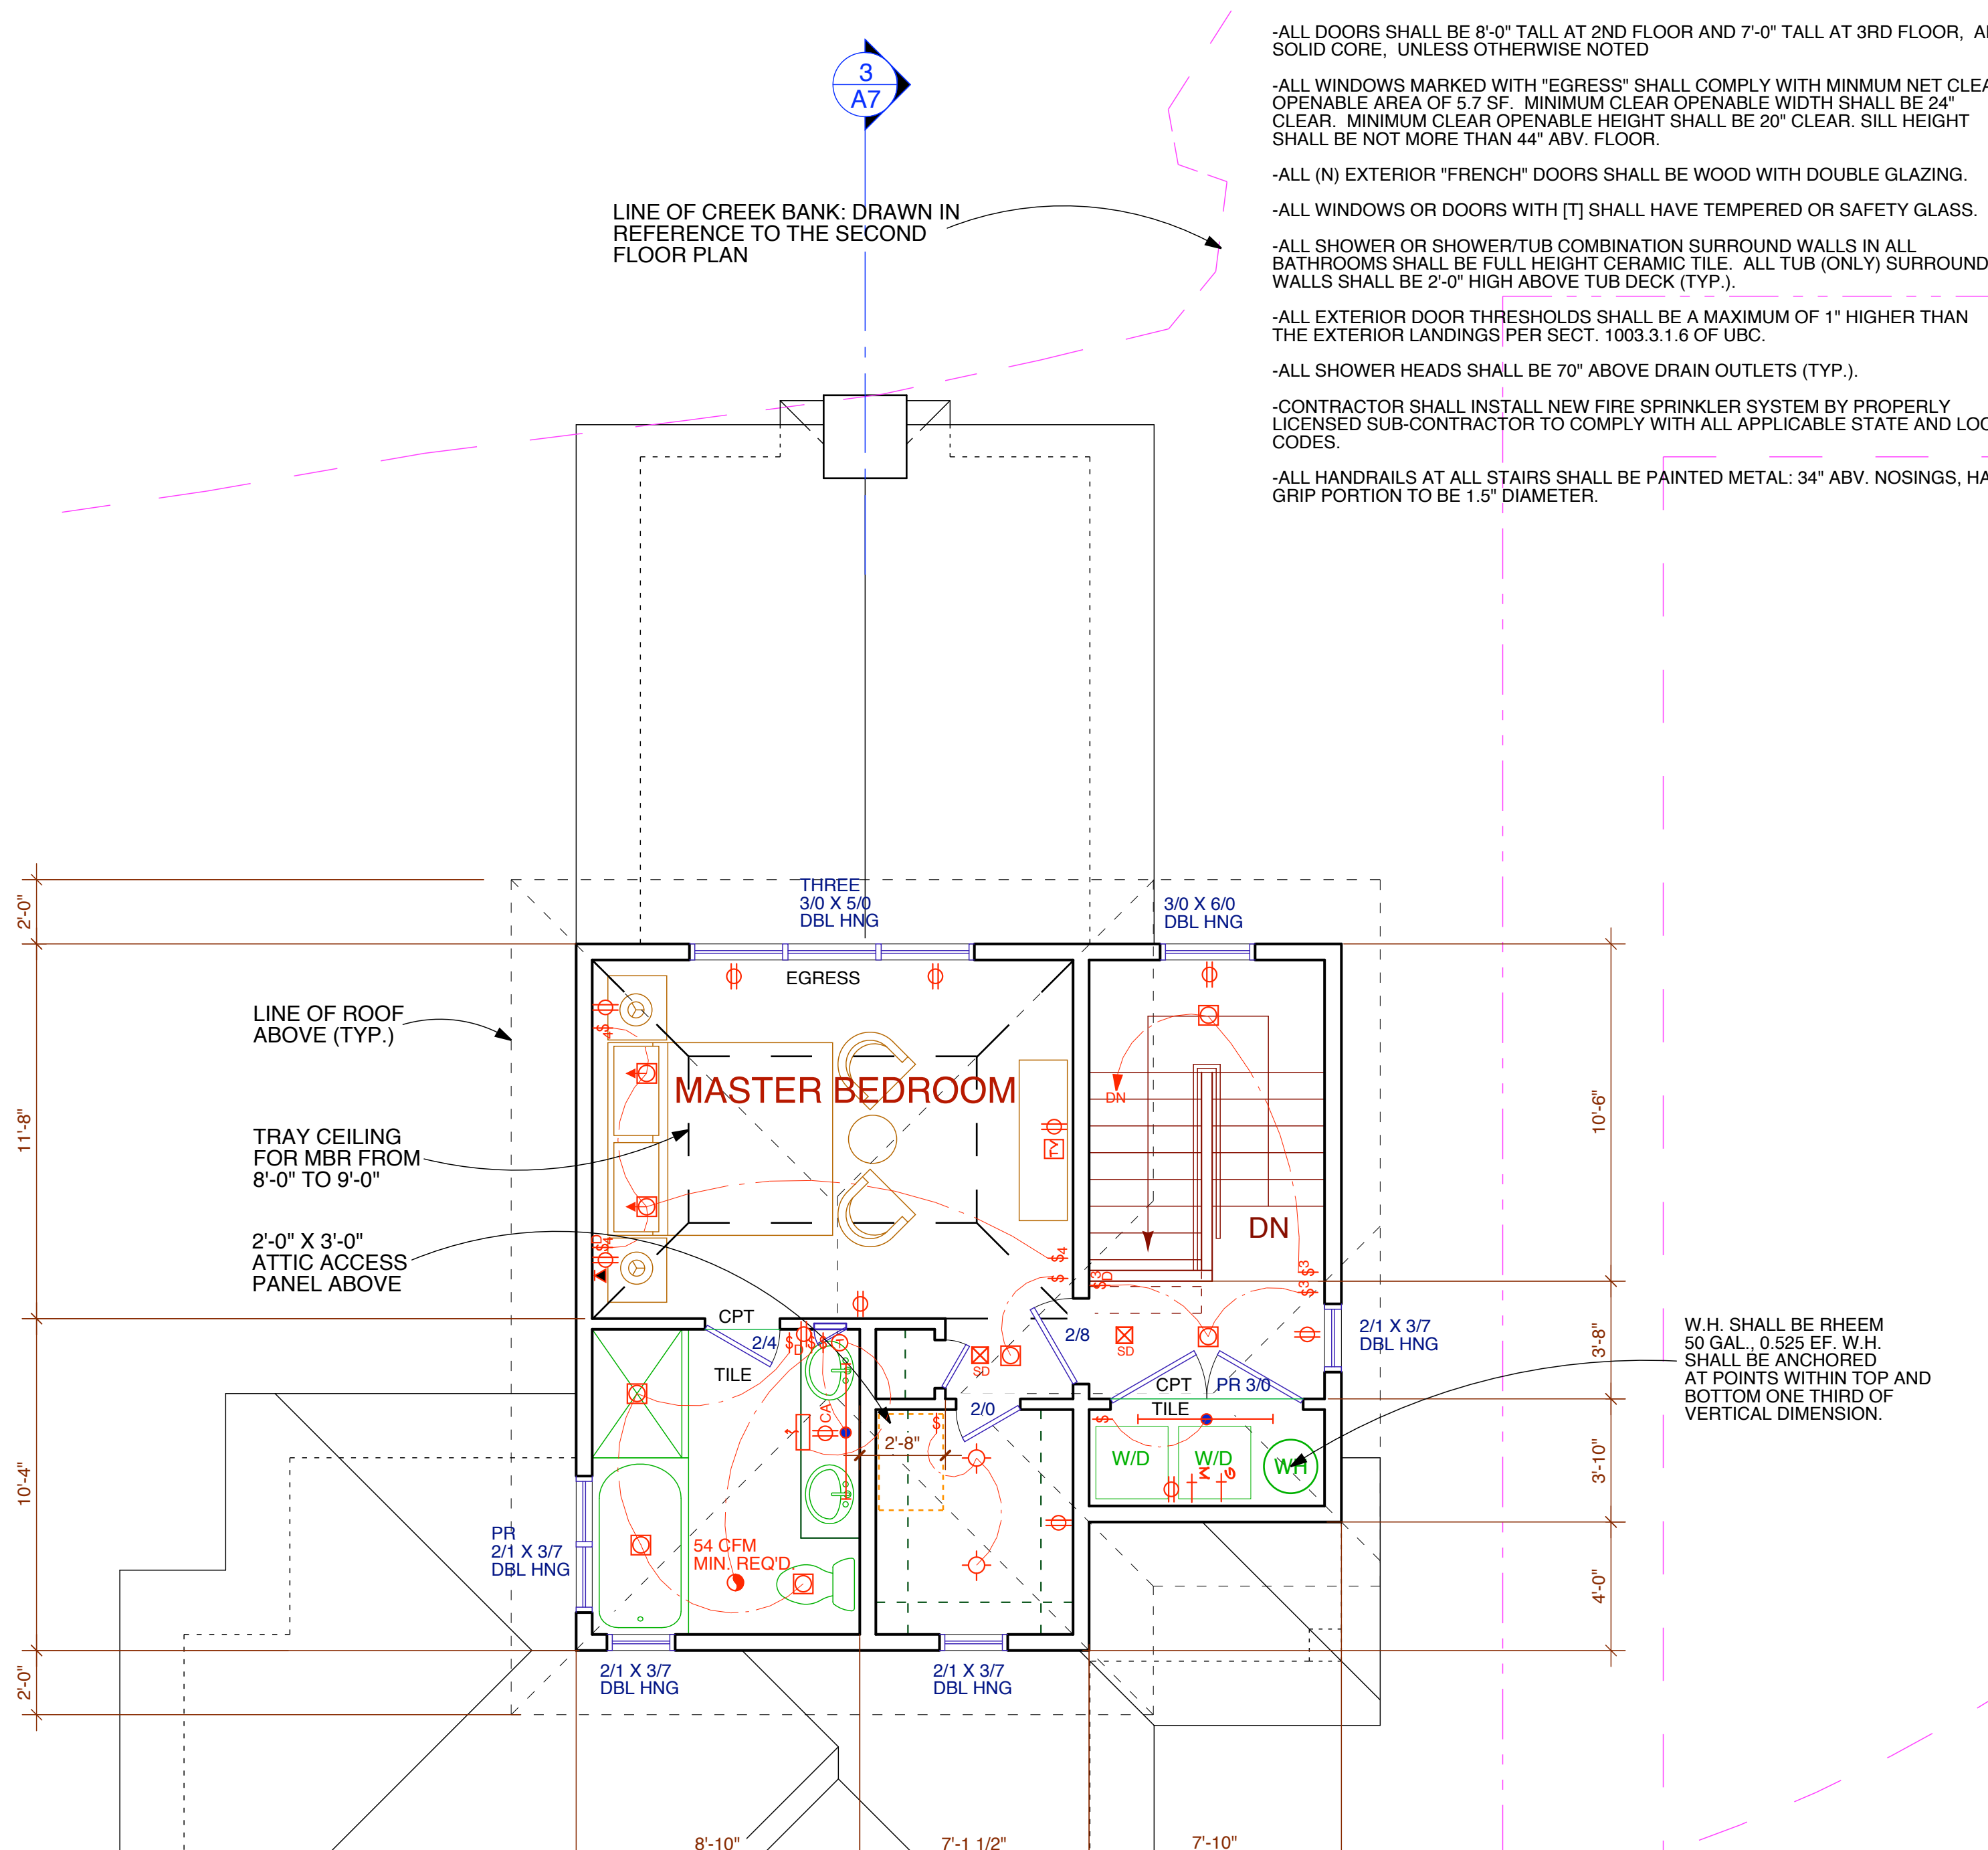 3
A7
-ALL DOORS SHALL BE 8'-0" TALL AT 2ND FLOOR AND 7'-0" TALL AT 3RD FLOOR,
SOLID CORE, UNLESS OTHERWISE NOTED
-ALL WINDOWS MARKED WITH "EGRESS" SHALL COMPLY WITH MINMUM NET CLEA
OPENABLE AREA OF 5.7 SF. MINIMUM CLEAR OPENABLE WIDTH SHALL BE 24"
CLEAR. MINIMUM CLEAR OPENABLE HEIGHT SHALL BE 20" CLEAR. SILL HEIGHT
SHALL BE NOT MORE THAN 44" ABV. FLOOR.
-ALL (N) EXTERIOR "FRENCH" DOORS SHALL BE WOOD WITH DOUBLE GLAZING.
-ALL WINDOWS OR DOORS WITH [T] SHALL HAVE TEMPERED OR SAFETY GLASS.
-ALL SHOWER OR SHOWER/TUB COMBINATION SURROUND WALLS IN ALL
BATHROOMS SHALL BE FULL HEIGHT CERAMIC TILE. ALL TUB (ONLY) SURROUND
WALLS SHALL BE 2'-0" HIGH ABOVE TUB DECK (TYP.).
-ALL EXTERIOR DOOR THRESHOLDS SHALL BE A MAXIMUM OF 1" HIGHER THAN
THE EXTERIOR LANDINGS PER SECT. 1003.3.1.6 OF UBC.
-ALL SHOWER HEADS SHALL BE 70" ABOVE DRAIN OUTLETS (TYP.).
-CONTRACTOR SHALL INSTALL NEW FIRE SPRINKLER SYSTEM BY PROPERLY
LICENSED SUB-CONTRACTOR TO COMPLY WITH ALL APPLICABLE STATE AND LOC
CODES.
-ALL HANDRAILS AT ALL STAIRS SHALL BE PAINTED METAL: 34" ABV. NOSINGS, HA
GRIP PORTION TO BE 1.5" DIAMETER.
LINE OF CREEK BANK: DRAWN IN
REFERENCE TO THE SECOND
FLOOR PLAN
THREE
3/0 X 5/0
DBL HNG
3/0 X 6/0
DBL HNG
2'-0"
EGRESS
LINE OF ROOF
ABOVE (TYP.)
$4
MASTER BEDROOM
DN
11'-8"
10'-6"
TRAY CEILING
FOR MBR FROM
8'-0" TO 9'-0"
TV
DN
2'-0" X 3'-0"
ATTIC ACCESS
PANEL ABOVE
$D4
$4
$
$3D
$3
$3
CPT
2/4
TILE
2/8
SD
SD
2/1 X 3/7
DBL HNG
3'-8"
W.H. SHALL BE RHEEM
50 GAL., 0.525 EF. W.H.
SHALL BE ANCHORED
AT POINTS WITHIN TOP AND
BOTTOM ONE THIRD OF
VERTICAL DIMENSION.
CPT
PR 3/0
TILE
2/0
CA
$
$
2'-8"
W/D
W/D
M
G
WH
3'-10"
10'-4"
PR
2/1 X 3/7
DBL HNG
54 CFM
MIN. REQ'D.
4'-0"
2'-0"
2/1 X 3/7
DBL HNG
2/1 X 3/7
DBL HNG
8'-10"
7'-1 1/2"
7'-10"